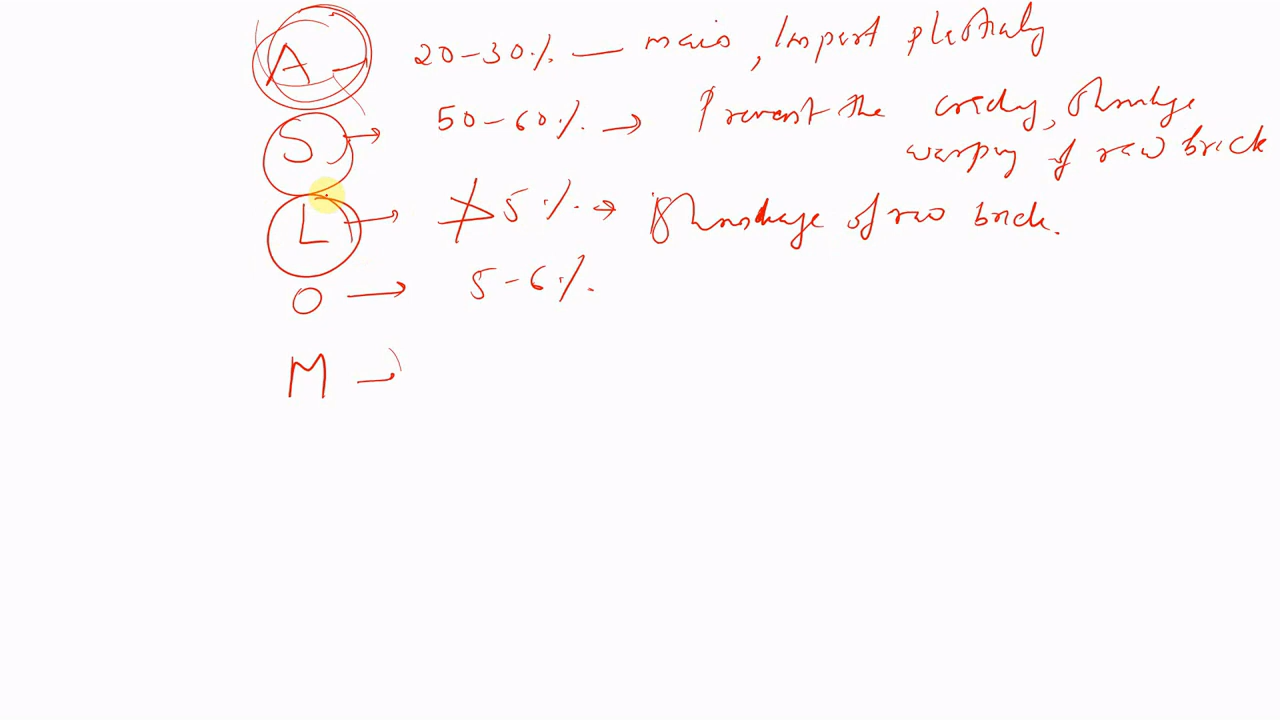 A 20-30% — main, Impart plasticity
S → 50-60% → Prevent the cracking, Shrinkage
warping of raw brick
L → ≯5% → Shrinkage of raw brick.
O → 5-6%.
M →